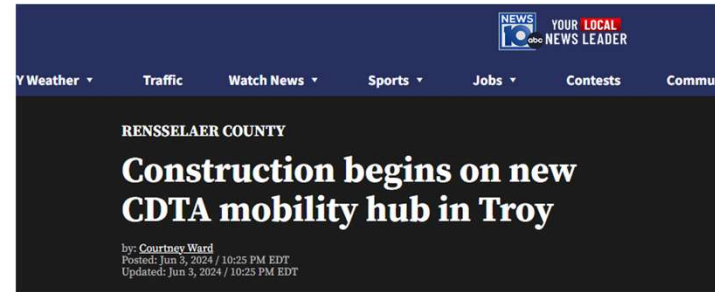 NEWS
10
abc
YOUR LOCAL
NEWS LEADER
Y Weather
Traffic
Watch News
Sports
Jobs
Contests
Commu
RENSSELAER COUNTY
Construction begins on new
CDTA mobility hub in Troy
by: Courtney Ward
Posted: Jun 3, 2024 / 10:25 PM EDT
Updated: Jun 3, 2024 / 10:25 PM EDT